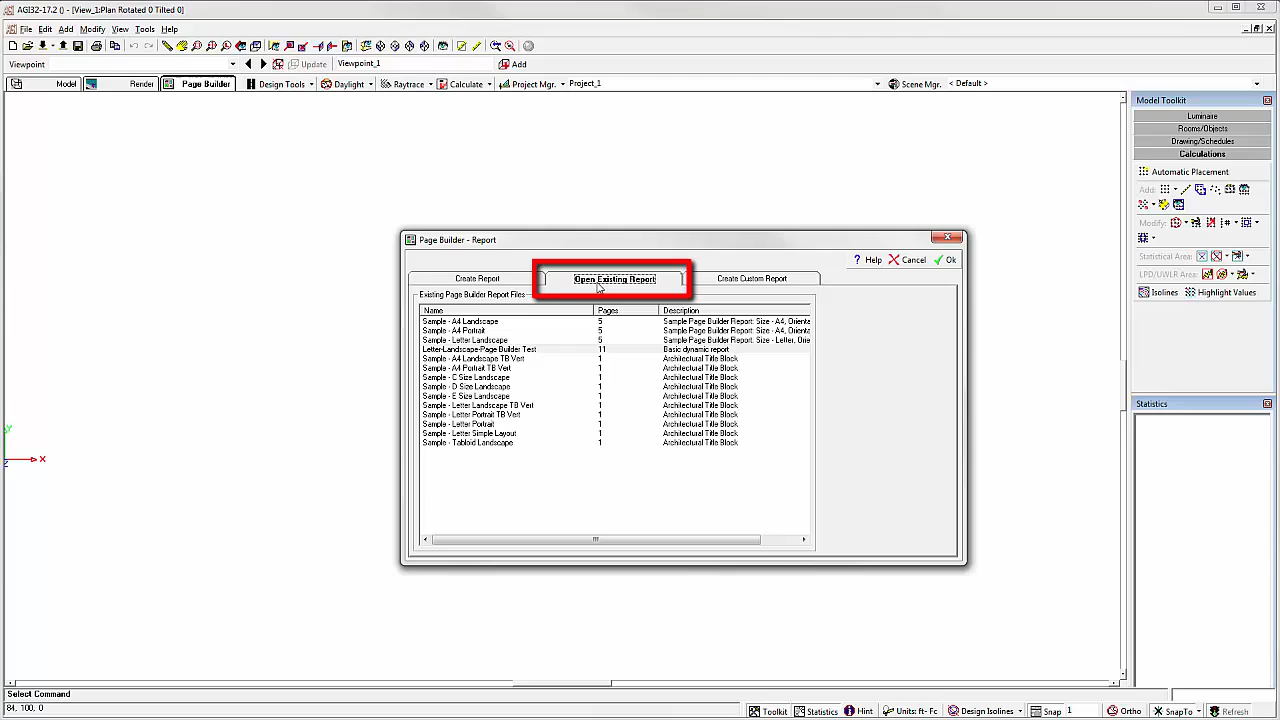 AGI32-17.2 () - [View_1:Plan Rotated 0 Tilted 0]
File Edit Add Modify View Tools Help
Viewpoint Update Viewpoint_1 Add
Model Render Page Builder Design Tools Daylight Raytrace Calculate Project Mgr. Project_1 Scene Mgr. < Default >
Model Toolkit
Luminaire
Rooms/Objects
Drawing/Schedules
Calculations
Automatic Placement
Add:
Modify:
Statistical Area:
LPD/UWLR Area:
Isolines Highlight Values
Statistics
Page Builder - Report
Help Cancel Ok
Create Report Open Existing Report Create Custom Report
Existing Page Builder Report Files
Name Pages Description
Sample - A4 Landscape 5 Sample Page Builder Report: Size - A4, Orienta
Sample - A4 Portrait 5 Sample Page Builder Report: Size - A4, Orienta
Sample - Letter Landscape 5 Sample Page Builder Report: Size - Letter, Orie
Letter-Landscape-Page Builder Test 11 Basic dynamic report
Sample - A4 Landscape TB Vert 1 Architectural Title Block
Sample - A4 Portrait TB Vert 1 Architectural Title Block
Sample - C Size Landscape 1 Architectural Title Block
Sample - D Size Landscape 1 Architectural Title Block
Sample - E Size Landscape 1 Architectural Title Block
Sample - Letter Landscape TB Vert 1 Architectural Title Block
Sample - Letter Portrait TB Vert 1 Architectural Title Block
Sample - Letter Portrait 1 Architectural Title Block
Sample - Letter Simple Layout 1 Architectural Title Block
Sample - Tabloid Landscape 1 Architectural Title Block
Y
Z X
Select Command
84, 100, 0 Toolkit Statistics Hint Units: ft- Fc Design Isolines Snap 1 Ortho SnapTo Refresh